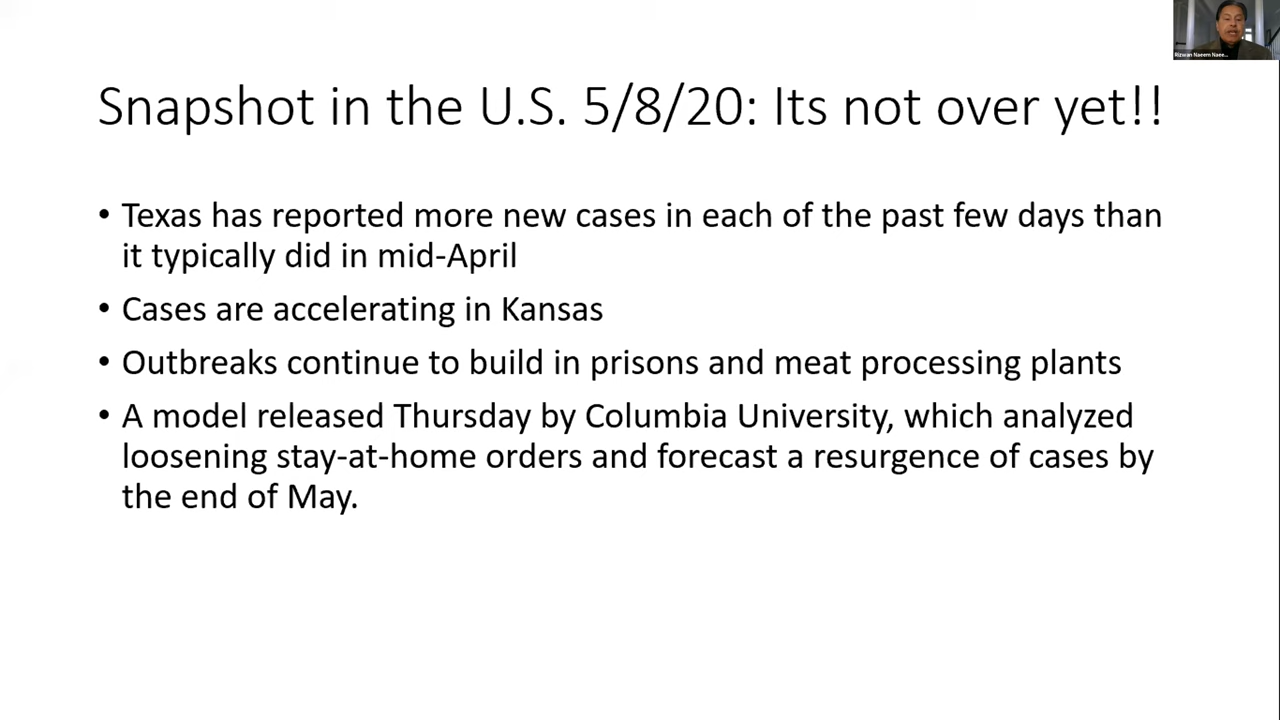 Rizwan Naeem Naee...
Snapshot in the U.S. 5/8/20: Its not over yet!!
• Texas has reported more new cases in each of the past few days than
it typically did in mid-April
• Cases are accelerating in Kansas
• Outbreaks continue to build in prisons and meat processing plants
• A model released Thursday by Columbia University, which analyzed
loosening stay-at-home orders and forecast a resurgence of cases by
the end of May.